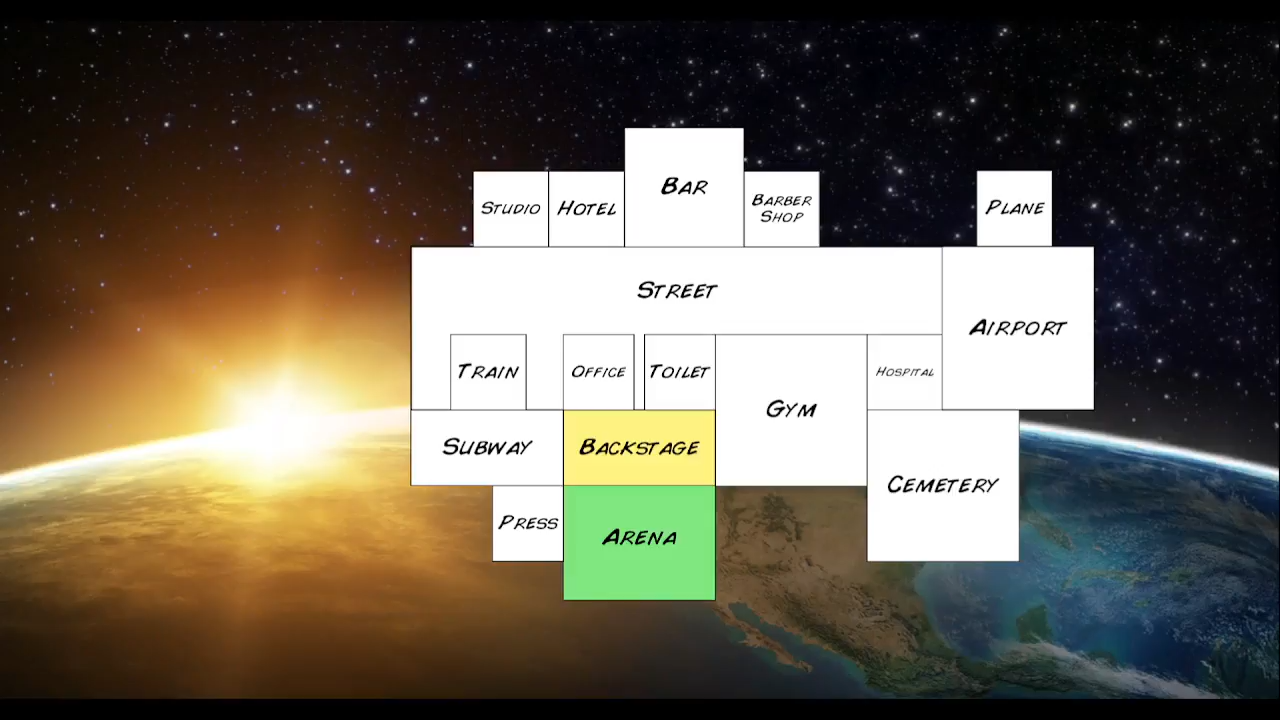 Bar
Studio
Hotel
Barber
Shop
Plane
Street
Airport
Train
Office
Toilet
Hospital
Gym
Subway
Backstage
Cemetery
Press
Arena